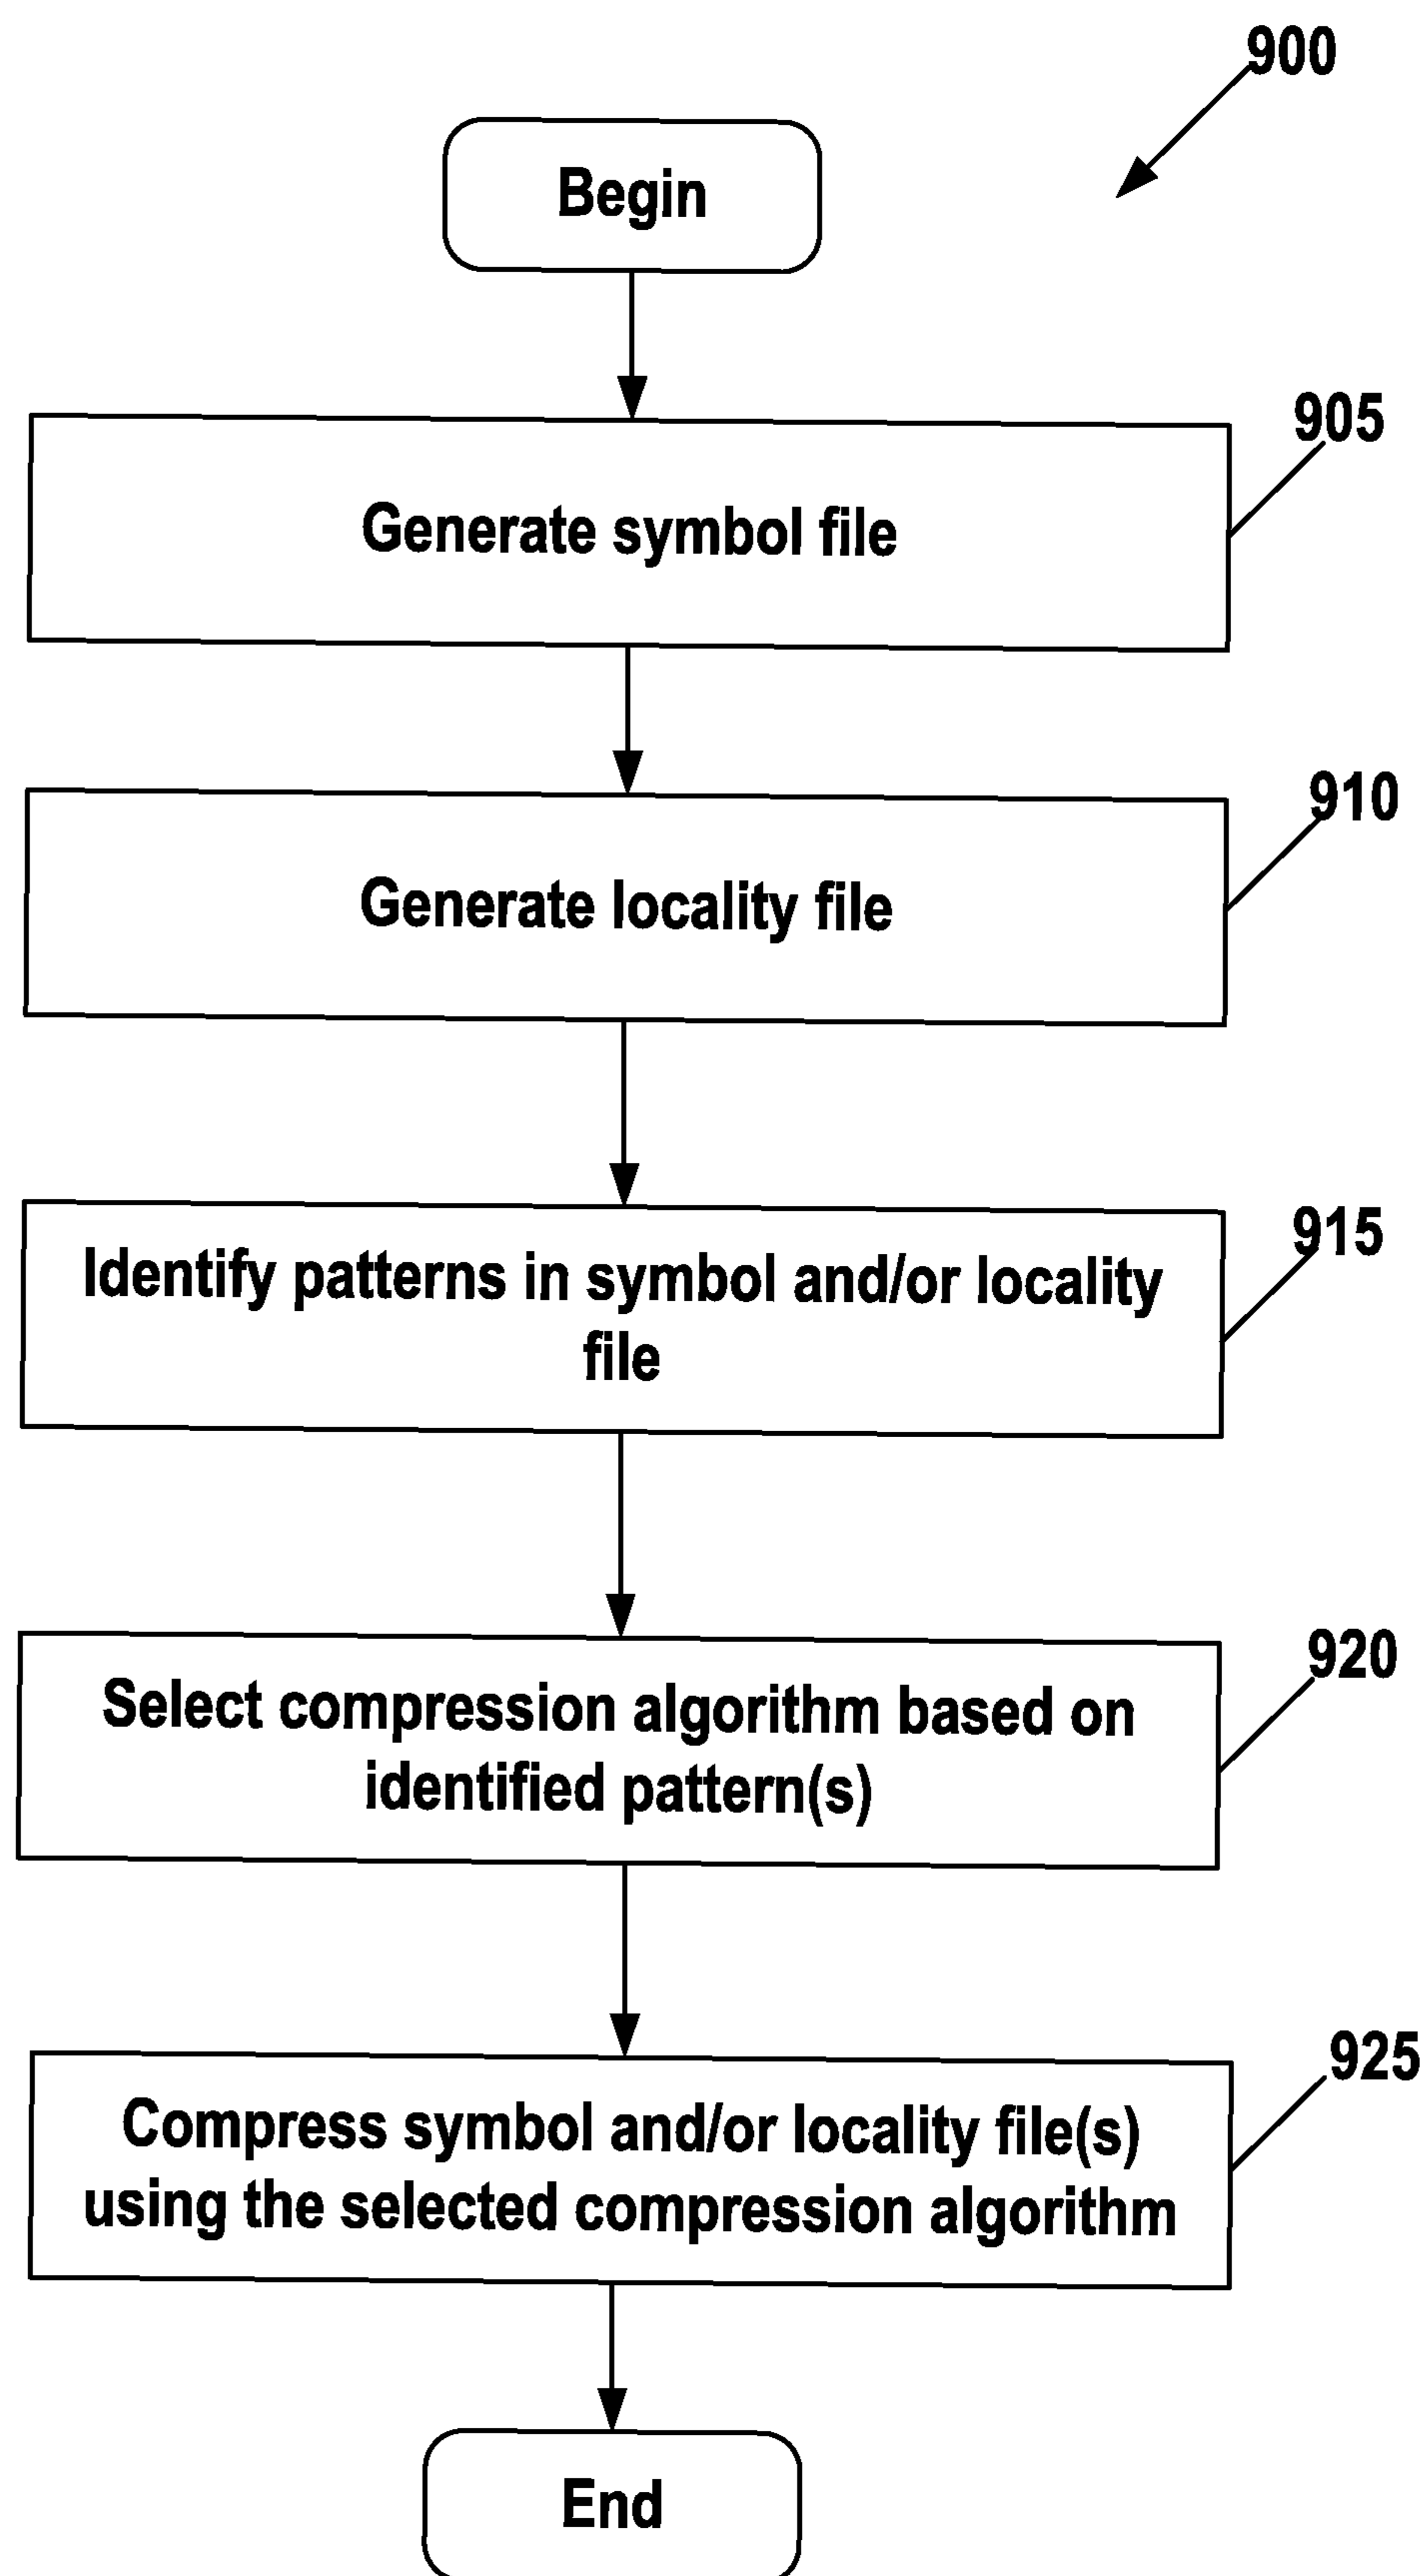 900
Begin
905
Generate symbol file
910
Generate locality file
915
Identify patterns in symbol and/or locality
file
920
Select compression algorithm based on
identified pattern(s)
925
Compress symbol and/or locality file(s)
using the selected compression algorithm
End